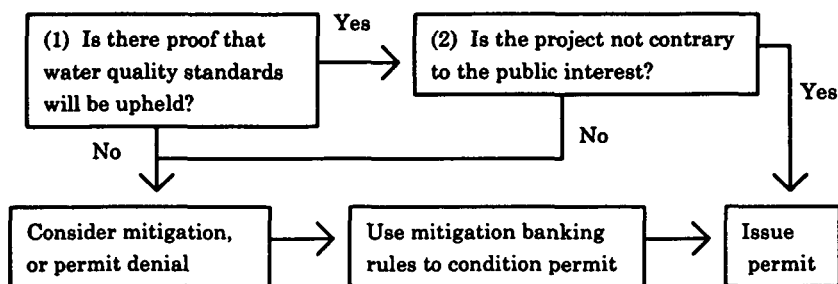 (1) Is there proof that
water quality standards
will be upheld?
Yes
(2) Is the project not contrary
to the public interest?
Yes
No
No
Consider mitigation,
or permit denial
Use mitigation banking
rules to condition permit
Issue
permit